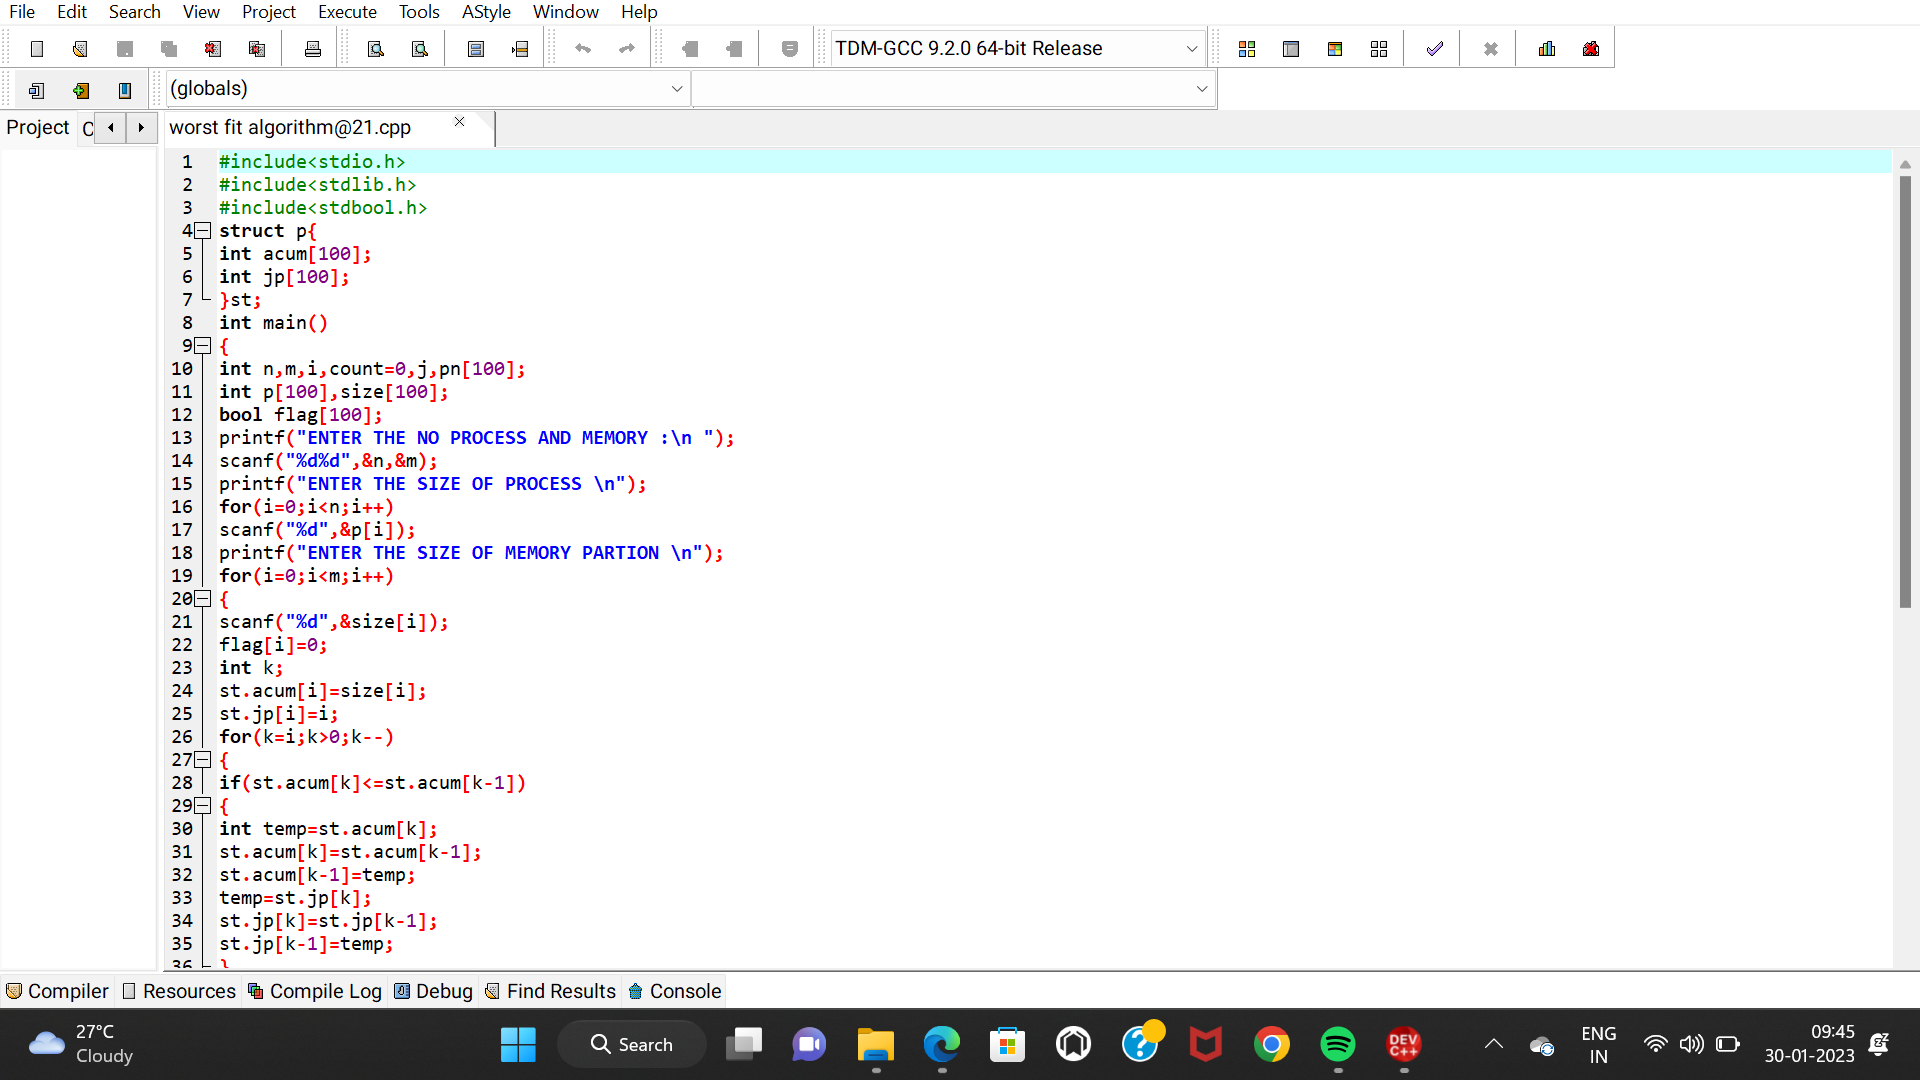 File Edit Search View Project Execute Tools AStyle Window Help
TDM-GCC 9.2.0 64-bit Release
(globals)
Project C worst fit algorithm@21.cpp
1 #include<stdio.h>
2 #include<stdlib.h>
3 #include<stdbool.h>
4 struct p{
5 int acum[100];
6 int jp[100];
7 }st;
8 int main()
9 {
10 int n,m,i,count=0,j,pn[100];
11 int p[100],size[100];
12 bool flag[100];
13 printf("ENTER THE NO PROCESS AND MEMORY :\n ");
14 scanf("%d%d",&n,&m);
15 printf("ENTER THE SIZE OF PROCESS \n");
16 for(i=0;i<n;i++)
17 scanf("%d",&p[i]);
18 printf("ENTER THE SIZE OF MEMORY PARTION \n");
19 for(i=0;i<m;i++)
20 {
21 scanf("%d",&size[i]);
22 flag[i]=0;
23 int k;
24 st.acum[i]=size[i];
25 st.jp[i]=i;
26 for(k=i;k>0;k--)
27 {
28 if(st.acum[k]<=st.acum[k-1])
29 {
30 int temp=st.acum[k];
31 st.acum[k]=st.acum[k-1];
32 st.acum[k-1]=temp;
33 temp=st.jp[k];
34 st.jp[k]=st.jp[k-1];
35 st.jp[k-1]=temp;
36 }
Compiler Resources Compile Log Debug Find Results Console
27°C
Cloudy
Search
DEV
C++
ENG
IN
09:45
30-01-2023